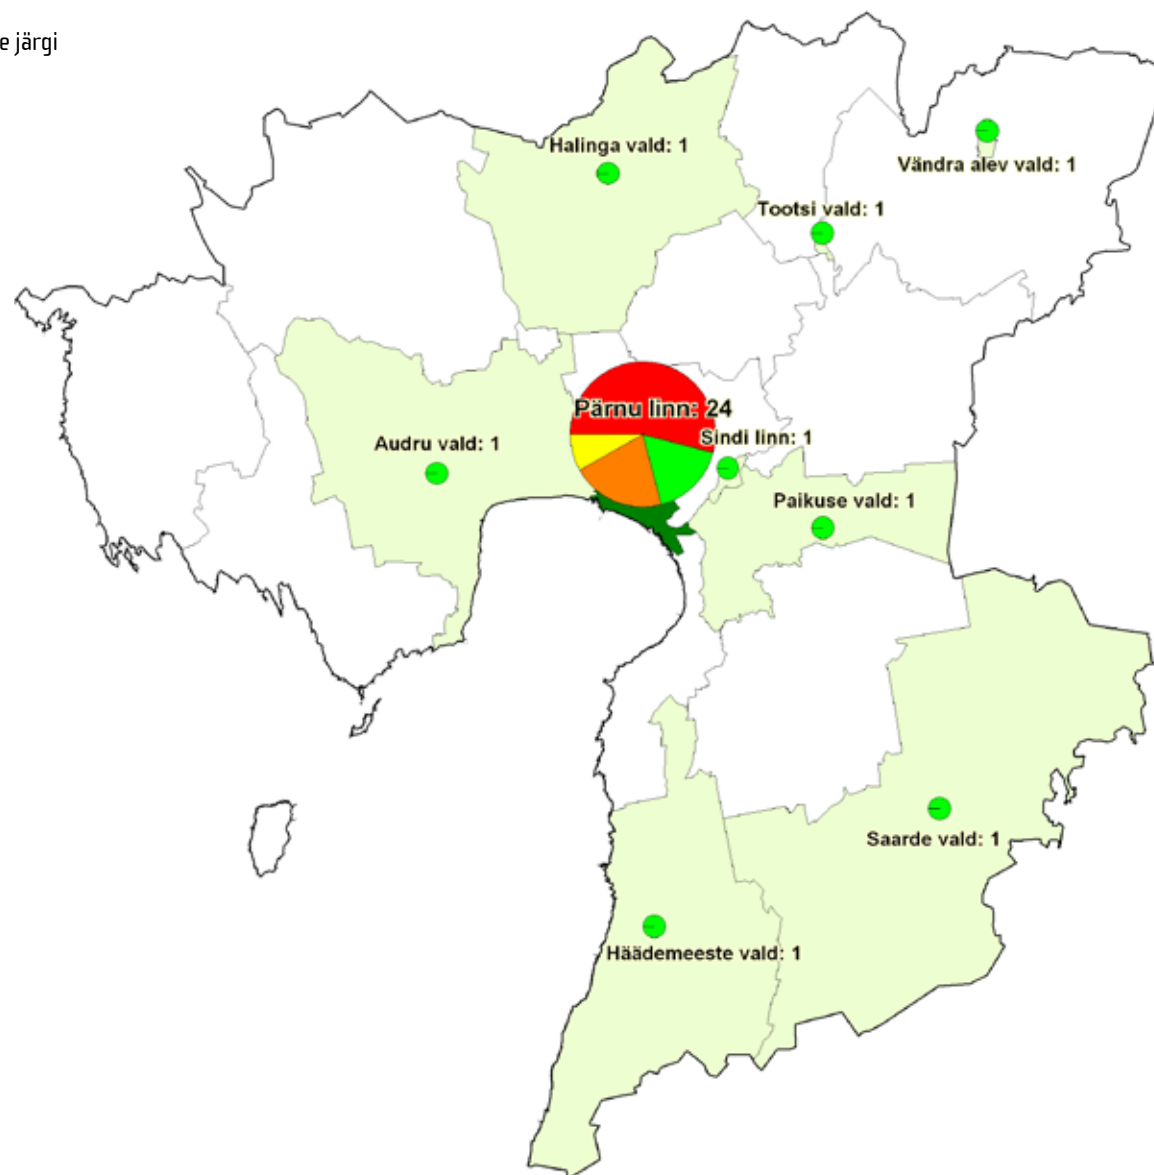 e järgi
Halinga vald: 1
Vändra alev vald: 1
Tootsi vald: 1
Pärnu linn: 24
Sindi linn: 1
Audru vald: 1
Paikuse vald: 1
Saarde vald: 1
Häädemeeste vald: 1